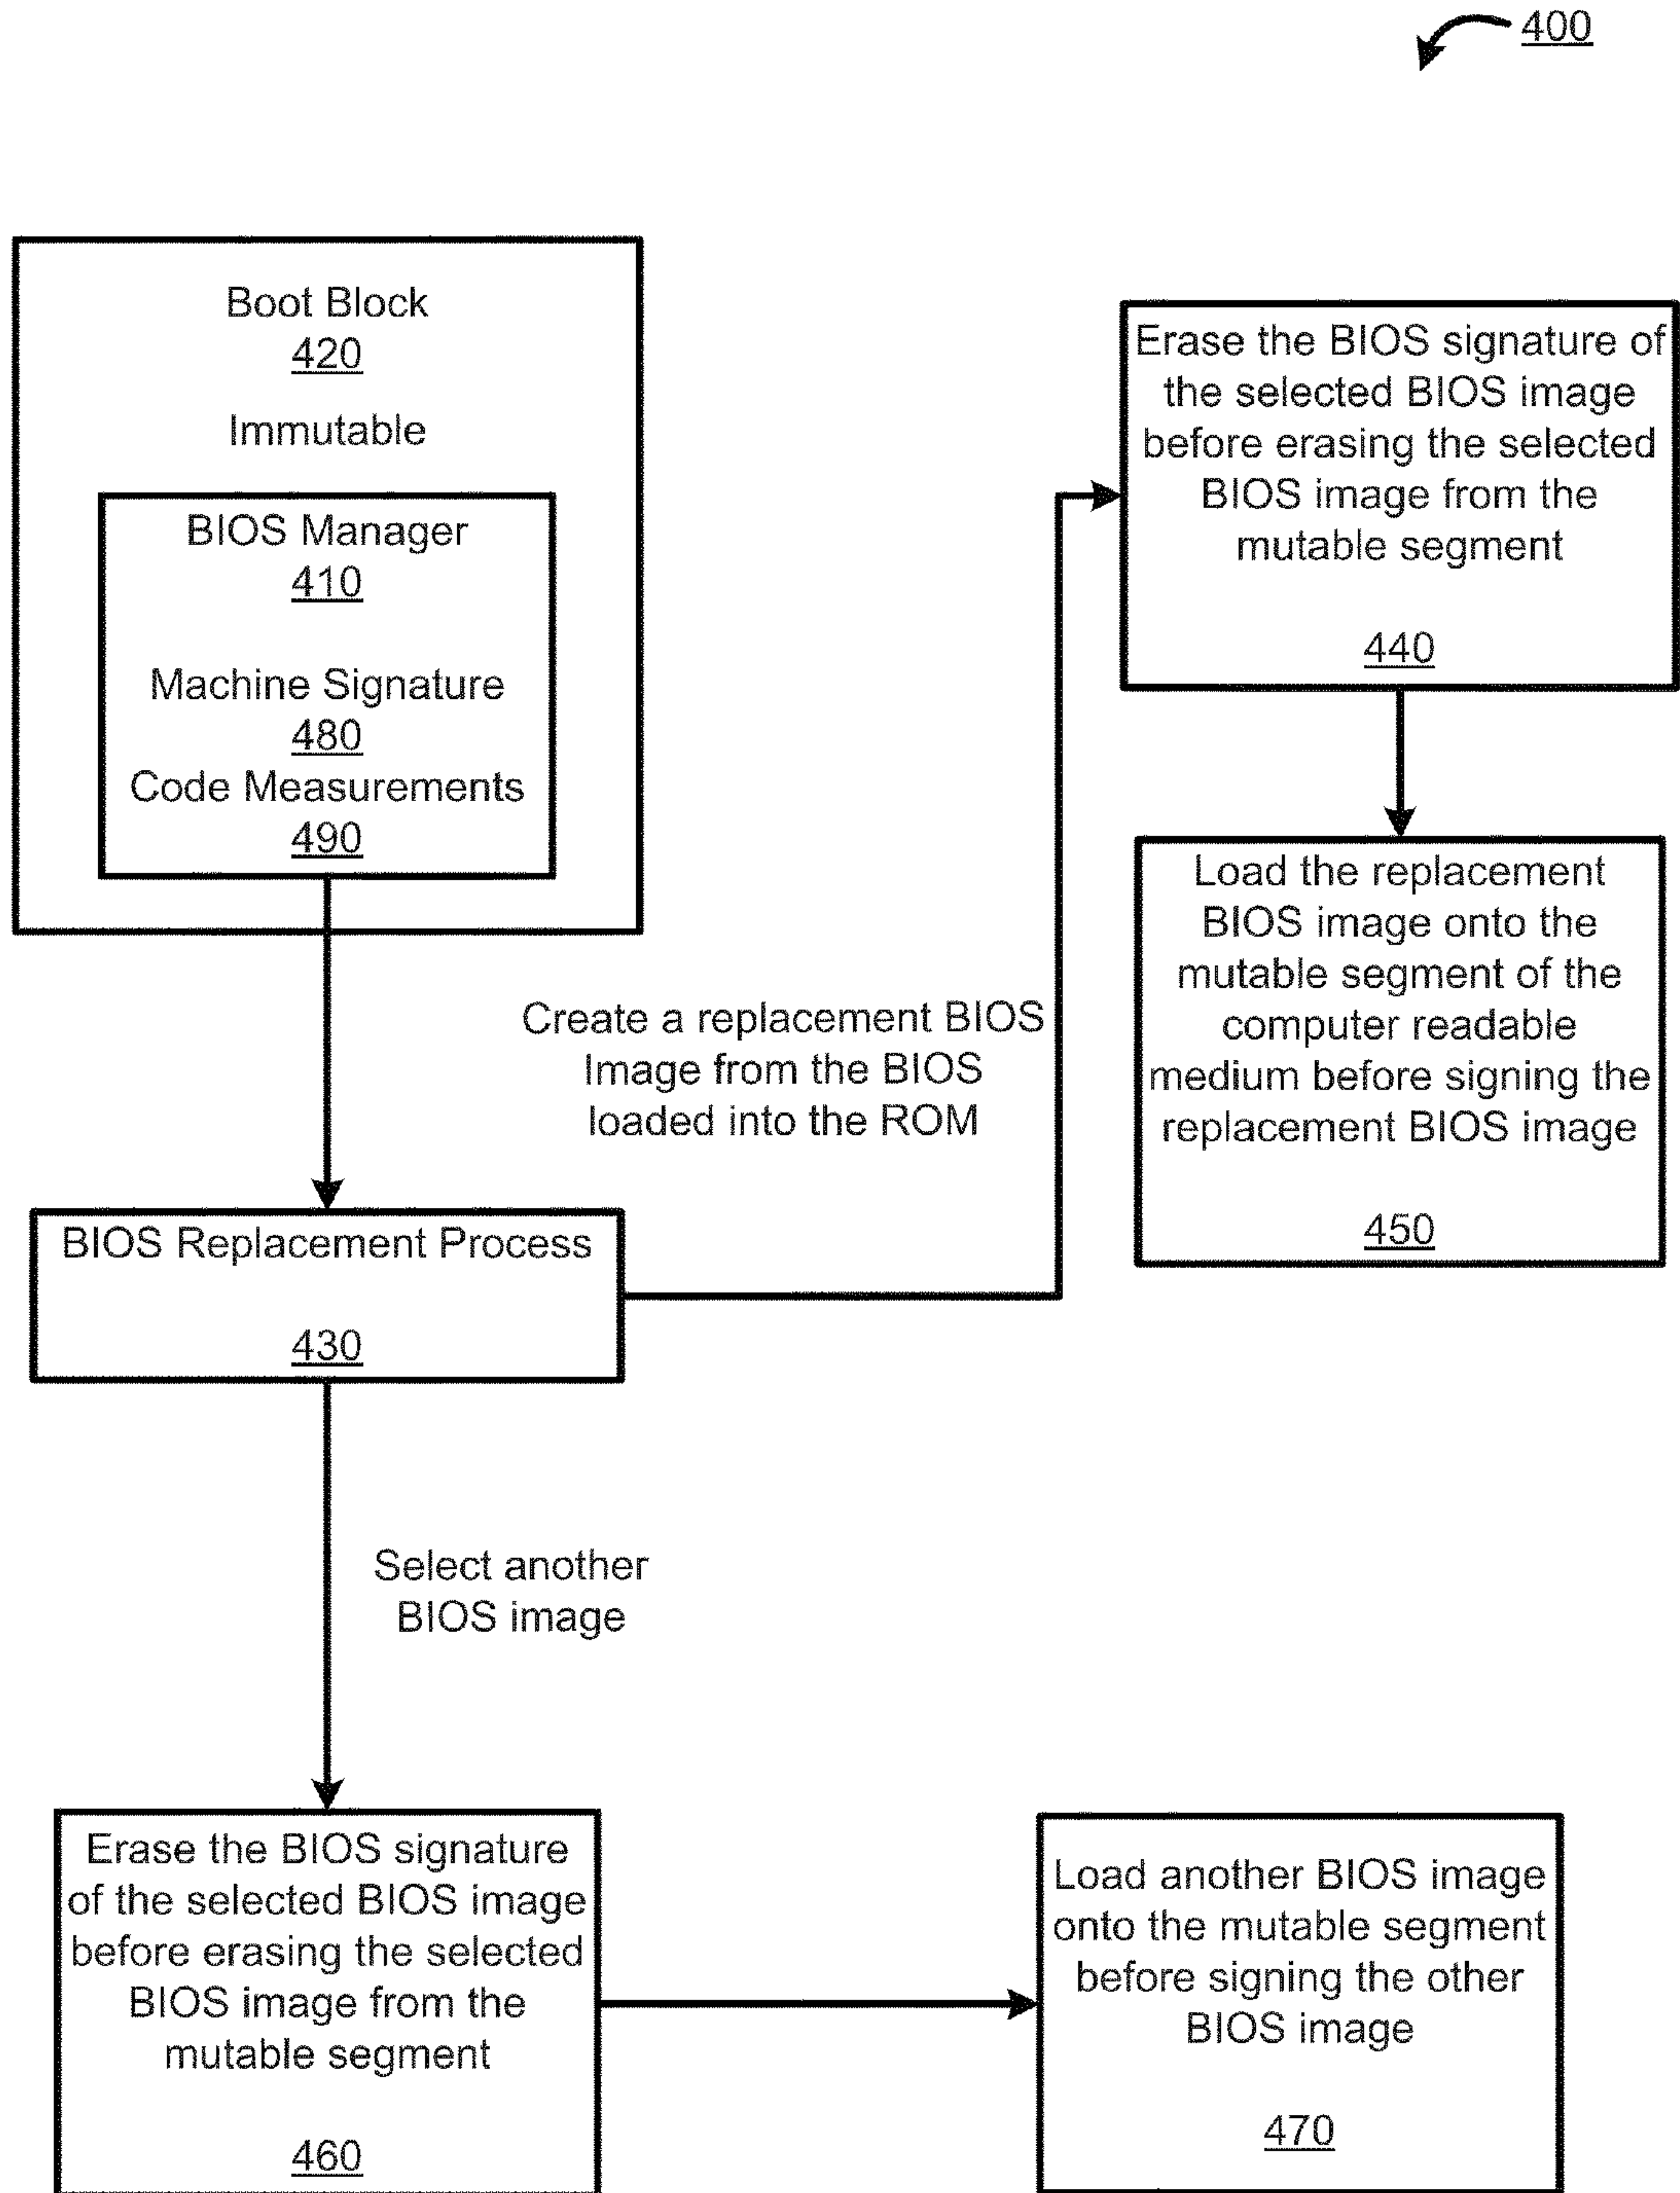 400
Boot Block
420
Immutable
BIOS Manager
410
Machine Signature
480
Code Measurements
490
Erase the BIOS signature of
the selected BIOS image
before erasing the selected
BIOS image from the
mutable segment
440
Load the replacement
BIOS image onto the
mutable segment of the
computer readable
medium before signing the
replacement BIOS image
450
Create a replacement BIOS
Image from the BIOS
loaded into the ROM
BIOS Replacement Process
430
Select another
BIOS image
Erase the BIOS signature
of the selected BIOS image
before erasing the selected
BIOS image from the
mutable segment
460
Load another BIOS image
onto the mutable segment
before signing the other
BIOS image
470